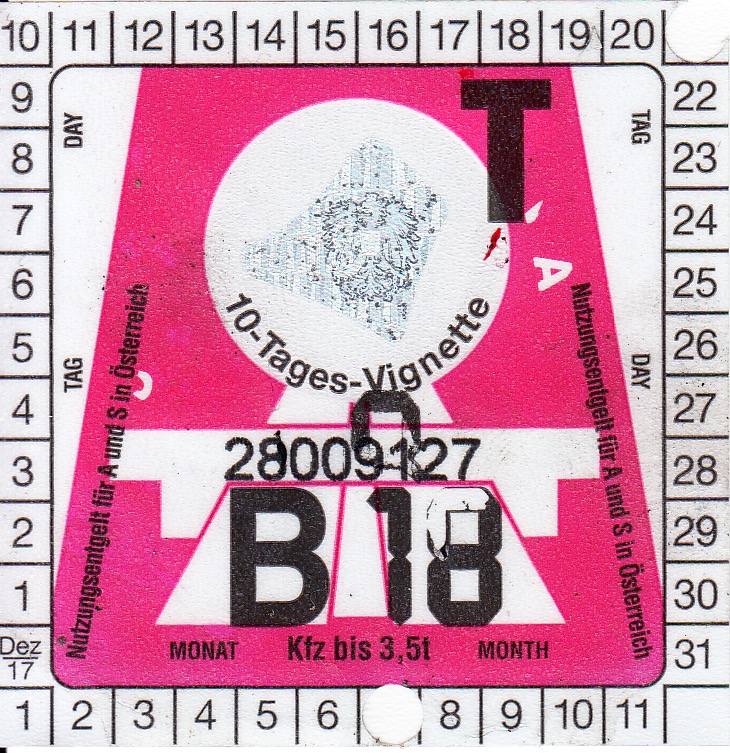 10 11 12 13 14 15 16 17 18 19 20
9 22
8 23
7 24
6 25
5 26
4 27
3 28
2 29
1 30
Dez
17
31
1 2 3 4 5 6 8 9 10 11
DAY
TAG
T
A
10-Tages-Vignette
TAG
DAY
Nutzungsentgelt für A und S in Österreich
Nutzungsentgelt für A und S in Österreich
28009127
B 18
MONAT Kfz bis 3,5t MONTH